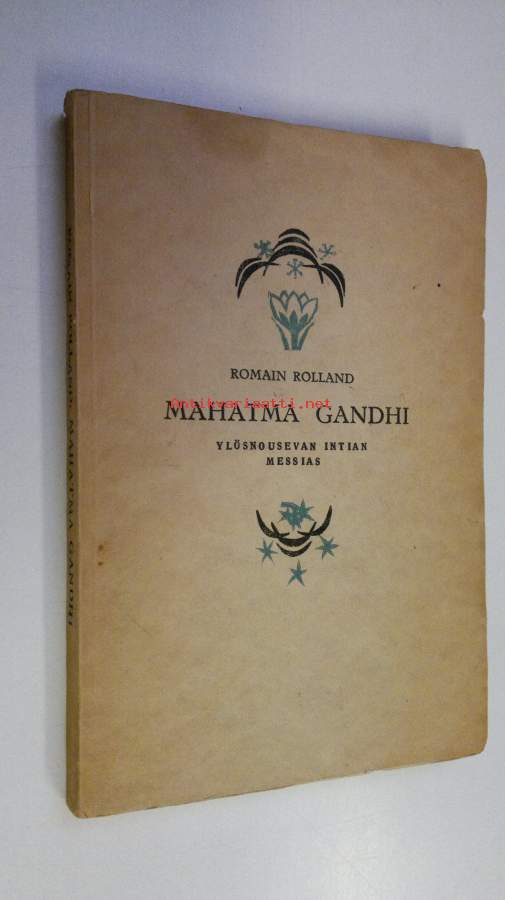 ROMAIN ROLLAND
Antikvariaatti.net
MAHATMA GANDHI
YLÖSNOUSEVAN INTIAN
MESSIAS
ROMAIN ROLLAND: MAHATMA GANDHI